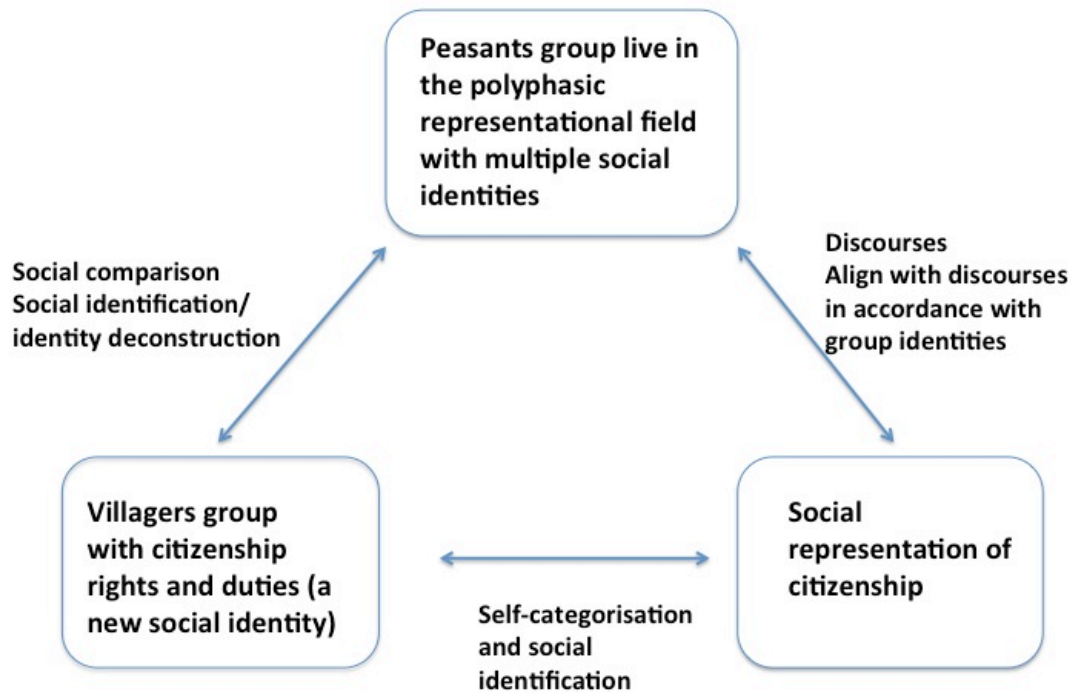 Peasants group live in
the polyphasic
representational field
with multiple social
identities
Social comparison
Social identification/
identity deconstruction
Discourses
Align with discourses
in accordance with
group identities
Villagers group
with citizenship
rights and duties (a
new social identity)
Self-categorisation
and social
identification
Social
representation of
citizenship